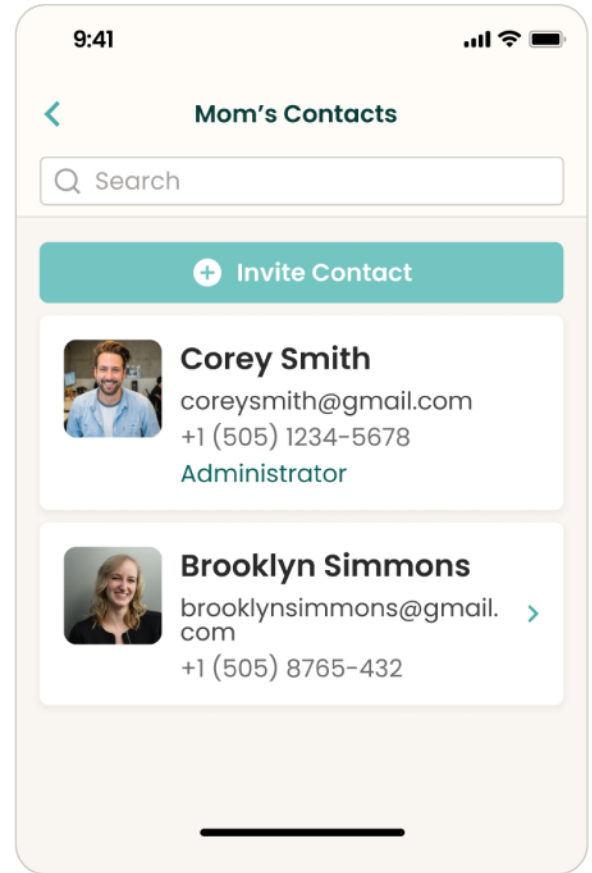 9:41
Mom’s Contacts
Search
Invite Contact
Corey Smith
coreysmith@gmail.com
+1 (505) 1234-5678
Administrator
Brooklyn Simmons
brooklynsimmons@gmail.
com
+1 (505) 8765-432